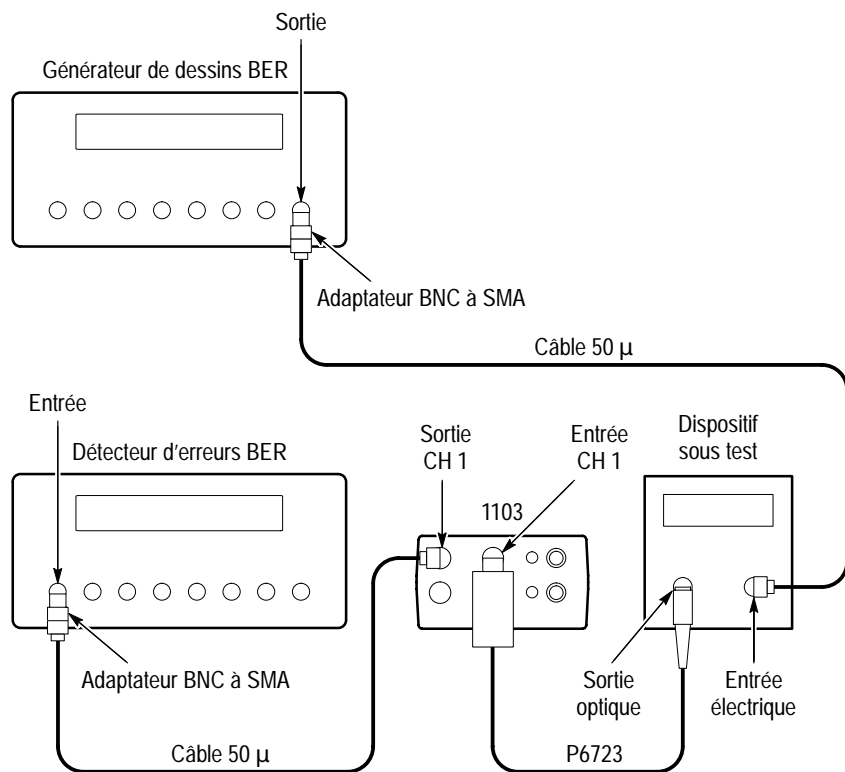 Sortie
Générateur de dessins BER
Adaptateur BNC à SMA
Câble 50 µ
Entrée
Détecteur d'erreurs BER
Sortie
CH 1
Entrée
CH 1
Dispositif
sous test
1103
Adaptateur BNC à SMA
Sortie
optique
Entrée
électrique
Câble 50 µ
P6723